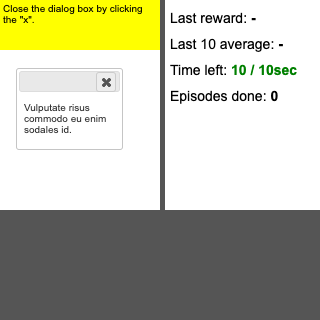 Close the dialog box by clicking
the "x".
Vulputate risus
commodo eu enim
sodales id.
Last reward: -
Last 10 average: -
Time left: 10 / 10sec
Episodes done: 0